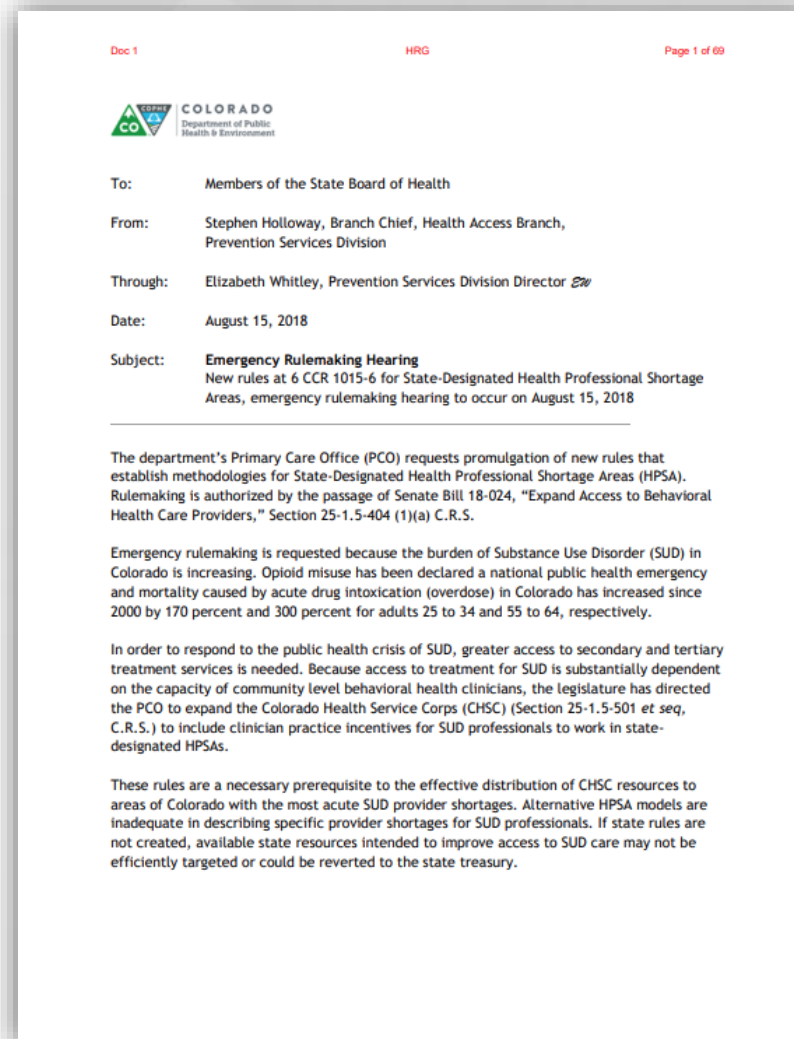 Doc 1 HRG Page 1 of 69
CDPHE
CO
COLORADO
Department of Public
Health & Environment
To: Members of the State Board of Health
From: Stephen Holloway, Branch Chief, Health Access Branch,
Prevention Services Division
Through: Elizabeth Whitley, Prevention Services Division Director EW
Date: August 15, 2018
Subject: Emergency Rulemaking Hearing
New rules at 6 CCR 1015-6 for State-Designated Health Professional Shortage
Areas, emergency rulemaking hearing to occur on August 15, 2018
The department's Primary Care Office (PCO) requests promulgation of new rules that
establish methodologies for State-Designated Health Professional Shortage Areas (HPSA).
Rulemaking is authorized by the passage of Senate Bill 18-024, “Expand Access to Behavioral
Health Care Providers,” Section 25-1.5-404 (1)(a) C.R.S.
Emergency rulemaking is requested because the burden of Substance Use Disorder (SUD) in
Colorado is increasing. Opioid misuse has been declared a national public health emergency
and mortality caused by acute drug intoxication (overdose) in Colorado has increased since
2000 by 170 percent and 300 percent for adults 25 to 34 and 55 to 64, respectively.
In order to respond to the public health crisis of SUD, greater access to secondary and tertiary
treatment services is needed. Because access to treatment for SUD is substantially dependent
on the capacity of community level behavioral health clinicians, the legislature has directed
the PCO to expand the Colorado Health Service Corps (CHSC) (Section 25-1.5-501 et seq,
C.R.S.) to include clinician practice incentives for SUD professionals to work in state-
designated HPSAs.
These rules are a necessary prerequisite to the effective distribution of CHSC resources to
areas of Colorado with the most acute SUD provider shortages. Alternative HPSA models are
inadequate in describing specific provider shortages for SUD professionals. If state rules are
not created, available state resources intended to improve access to SUD care may not be
efficiently targeted or could be reverted to the state treasury.